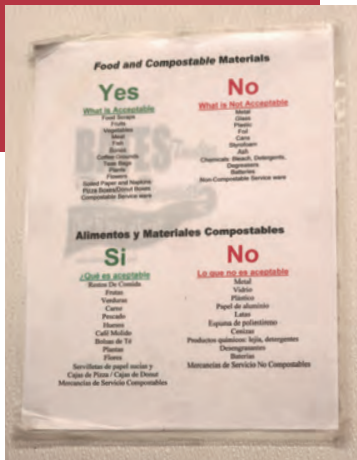 Food and Compostable Materials
Yes
What is Acceptable
Food Scraps
Fruits
Vegetables
Meat
Fish
Bones
Coffee Grounds
Teas Bags
Plants
Flowers
Soiled Paper and Napkins
Pizza Boxes/Donut Boxes
Compostable Service ware
No
What is Not Acceptable
Metal
Glass
Plastic
Foil
Cans
Styrofoam
Ash
Chemicals: Bleach, Detergents,
Degreasers
Batteries
Non-Compostable Service ware
Alimentos y Materiales Compostables
Si
¿Qué es aceptable
Restos De Comida
Frutas
Verduras
Carne
Pescado
Huesos
Café Molido
Bolsas de Té
Plantas
Flores
Servilletas de papel sucias y
Cajas de Pizza / Cajas de Donut
Mercancías de Servicio Compostables
No
Lo que no es aceptable
Metal
Vidrio
Plástico
Papel de aluminio
Latas
Espuma de poliestireno
Cenizas
Productos químicos: lejía, detergentes
Desengrasantes
Baterías
Mercancías de Servicio No Compostables